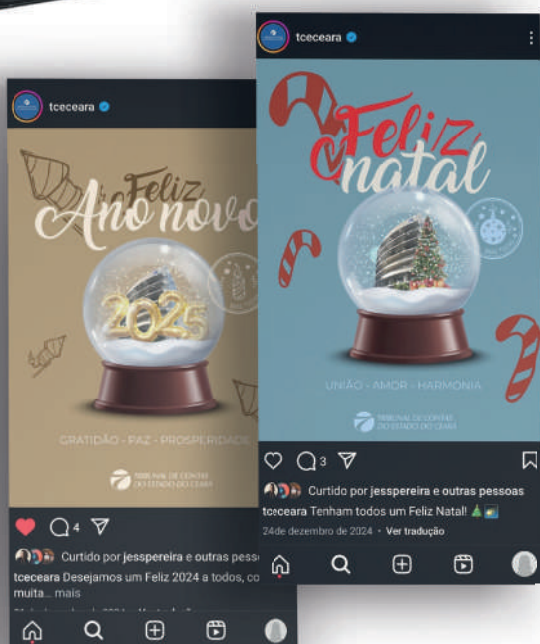 tceceara
Feliz
Ano novo
2025
GRATIDÃO - PAZ - PROSPERIDADE
TRIBUNAL DE CONTAS
DO ESTADO DO CEARÁ
4
Curtido por jesspereira e outras pess
tceceara Desejamos um Feliz 2024 a todos, co
muita... mais
tceceara
Feliz
natal
UNIÃO - AMOR - HARMONIA
TRIBUNAL DE CONTAS
DO ESTADO DO CEARÁ
3
Curtido por jesspereira e outras pessoas
tceceara Tenham todos um Feliz Natal!
24de dezembro de 2024 • Ver tradução